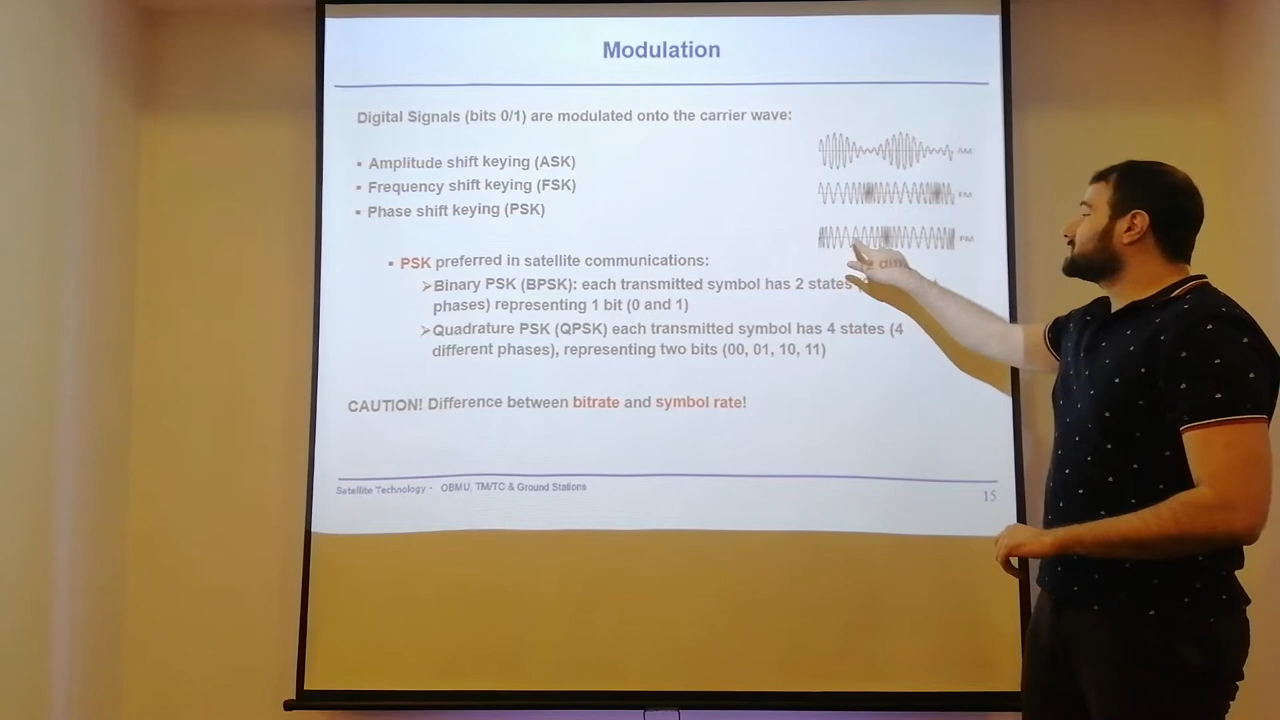 Modulation
Digital Signals (bits 0/1) are modulated onto the carrier wave:
▪ Amplitude shift keying (ASK)
▪ Frequency shift keying (FSK)
▪ Phase shift keying (PSK)
AM
FM
PM
▪ PSK preferred in satellite communications:
➢Binary PSK (BPSK): each transmitted symbol has 2 states
phases) representing 1 bit (0 and 1)
➢Quadrature PSK (QPSK) each transmitted symbol has 4 states (4
different phases), representing two bits (00, 01, 10, 11)
CAUTION! Difference between bitrate and symbol rate!
Satellite Technology - OBMU, TM/TC & Ground Stations
15